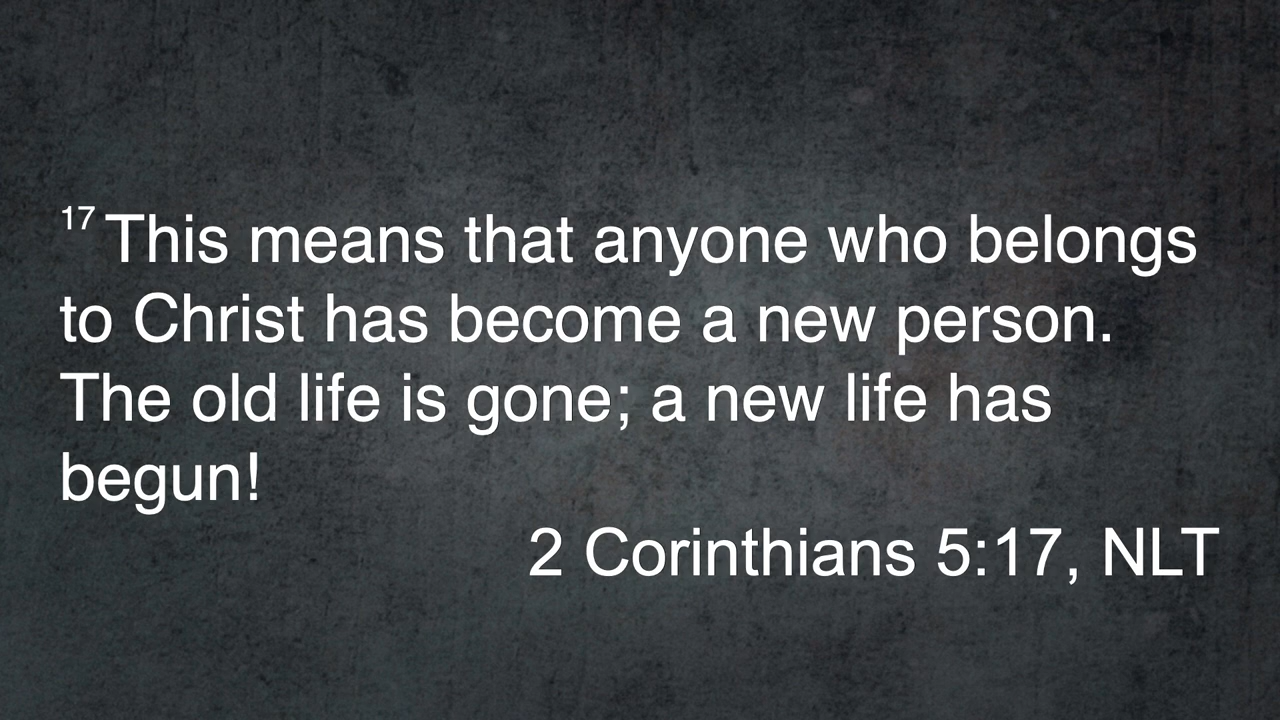 17 This means that anyone who belongs
to Christ has become a new person.
The old life is gone; a new life has
begun!
2 Corinthians 5:17, NLT